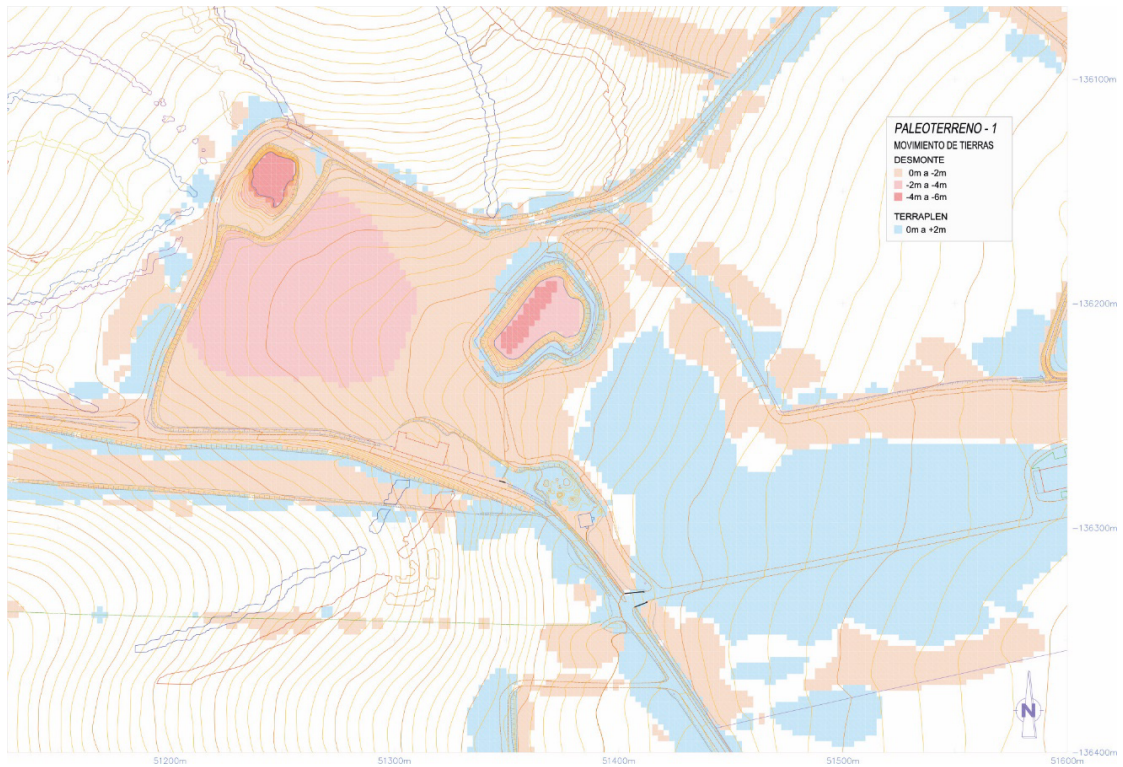 −136100m
PALEOTERRENO - 1
MOVIMIENTO DE TIERRAS
DESMONTE
0m a -2m
-2m a -4m
-4m a -6m
TERRAPLEN
0m a +2m
−136200m
−136300m
N
−136400m
51200m
51300m
51400m
51500m
51600m